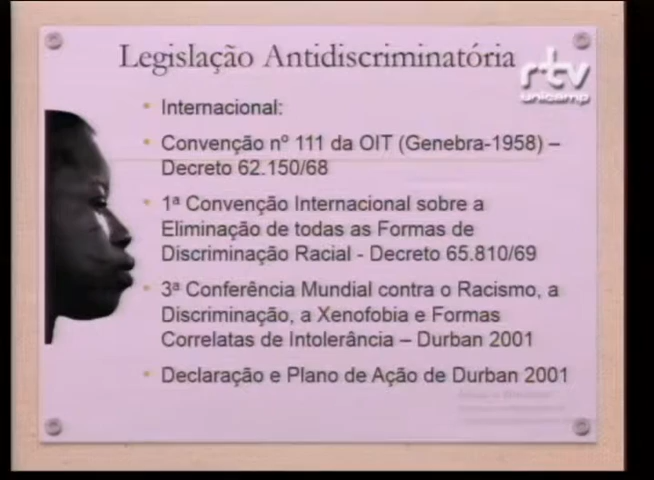 Legislação Antidiscriminatória
rtv
unicamp
• Internacional:
• Convenção nº 111 da OIT (Genebra-1958) –
Decreto 62.150/68
• 1ª Convenção Internacional sobre a
Eliminação de todas as Formas de
Discriminação Racial - Decreto 65.810/69
• 3ª Conferência Mundial contra o Racismo, a
Discriminação, a Xenofobia e Formas
Correlatas de Intolerância – Durban 2001
• Declaração e Plano de Ação de Durban 2001